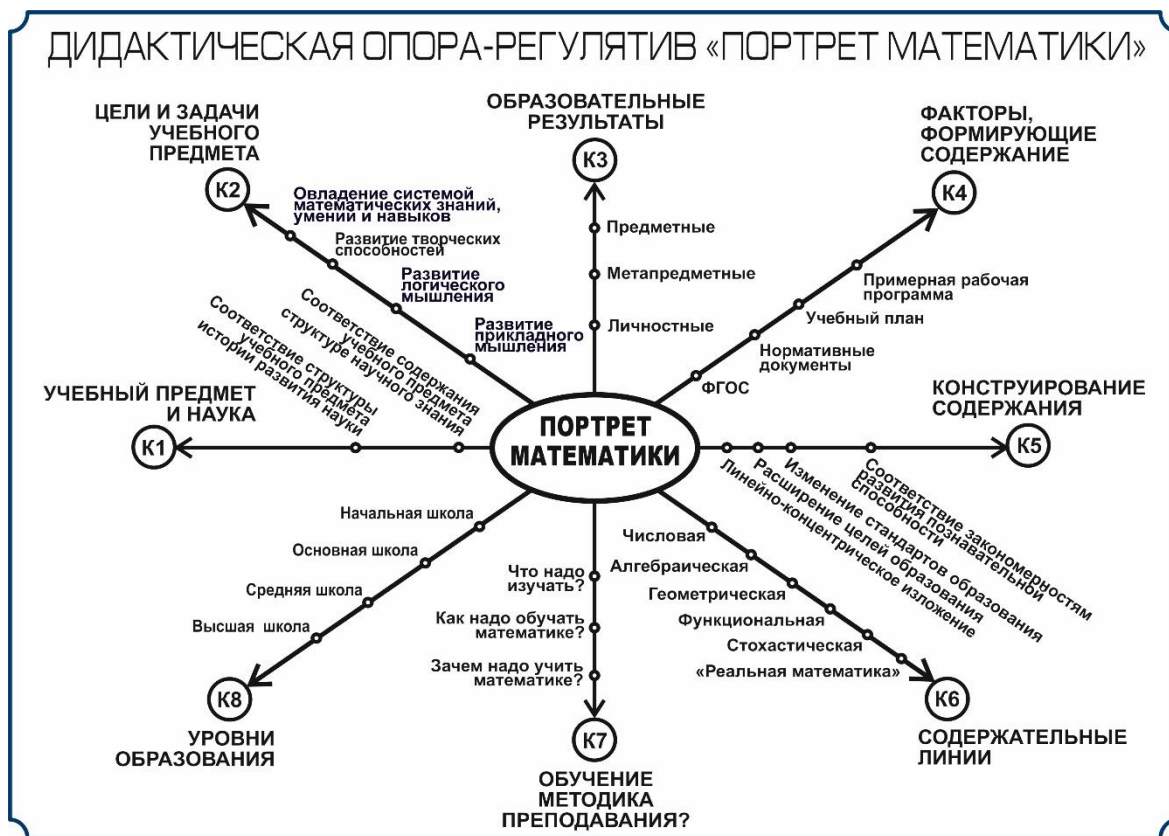 ДИДАКТИЧЕСКАЯ ОПОРА-РЕГУЛЯТИВ «ПОРТРЕТ МАТЕМАТИКИ»
ЦЕЛИ И ЗАДАЧИ
УЧЕБНОГО
ПРЕДМЕТА
К2
Овладение системой
математических знаний,
умений и навыков
Развитие творческих
способностей
Развитие
логического
мышления
Развитие
прикладного
мышления
ОБРАЗОВАТЕЛЬНЫЕ
РЕЗУЛЬТАТЫ
К3
Предметные
Метапредметные
Личностные
ФАКТОРЫ,
ФОРМИРУЮЩИЕ
СОДЕРЖАНИЕ
К4
Примерная рабочая
программа
Учебный план
Нормативные
документы
ФГОС
УЧЕБНЫЙ ПРЕДМЕТ
И НАУКА
К1
Соответствие структуры
учебного предмета
истории развития науки
Соответствие содержания
учебного предмета
структуре научного знания
ПОРТРЕТ
МАТЕМАТИКИ
КОНСТРУИРОВАНИЕ
СОДЕРЖАНИЯ
К5
Соответствие закономерностям
развития познавательной
способности
Изменение стандартов образования
Расширение целей образования
Линейно-концентрическое изложение
Начальная школа
Основная школа
Средняя школа
Высшая школа
К8
УРОВНИ
ОБРАЗОВАНИЯ
Что надо
изучать?
Как надо обучать
математике?
Зачем надо учить
математике?
К7
ОБУЧЕНИЕ
МЕТОДИКА
ПРЕПОДАВАНИЯ?
Числовая
Алгебраическая
Геометрическая
Функциональная
Стохастическая
«Реальная математика»
К6
СОДЕРЖАТЕЛЬНЫЕ
ЛИНИИ